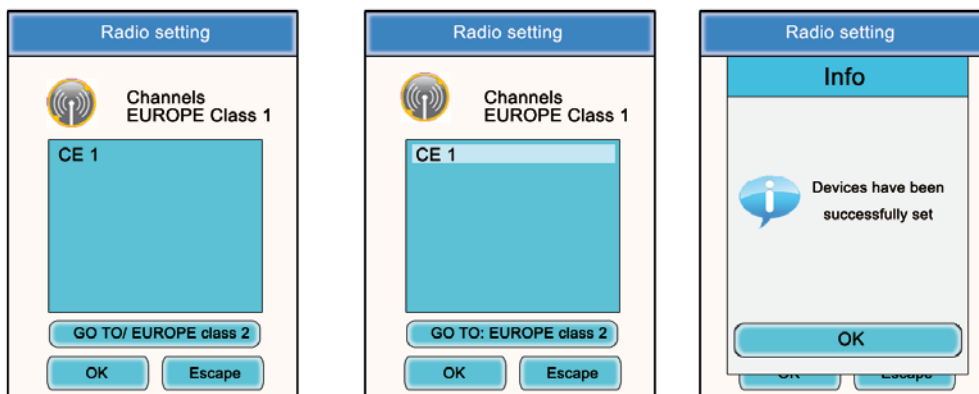 Radio setting
Channels
EUROPE Class 1
CE 1
GO TO/ EUROPE class 2
OK
Escape
Radio setting
Channels
EUROPE Class 1
CE 1
GO TO: EUROPE class 2
OK
Escape
Radio setting
Info
Devices have been
successfully set
OK
OK
Escape